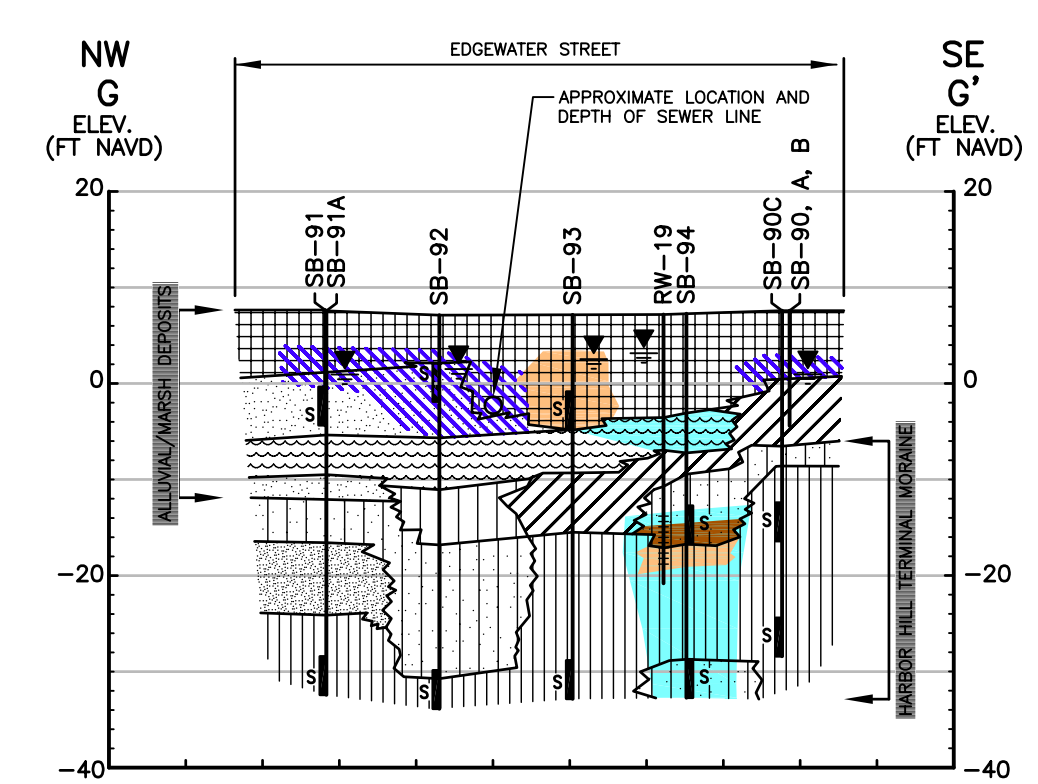 NW
G
ELEV.
(FT NAVD)
EDGEWATER STREET
SE
G'
ELEV.
(FT NAVD)
APPROXIMATE LOCATION AND
DEPTH OF SEWER LINE
20
20
SB-91
SB-91A
SB-92
SB-93
RW-19
SB-94
SB-90C
SB-90, A, B
ALLUVIAL/MARSH DEPOSITS
0
0
S
S
S
HARBOR HILL TERMINAL MORAINE
S
S
-20
-20
S
S
S
S
S
-40
-40